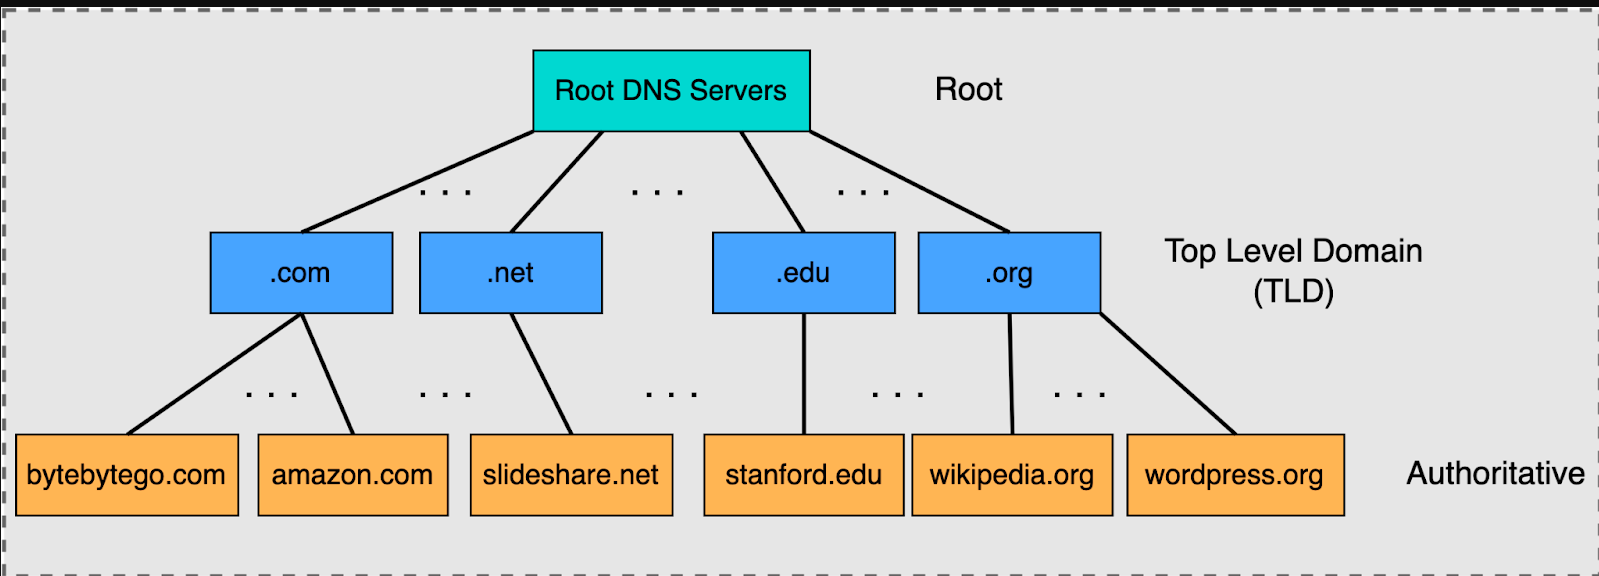 Root DNS Servers
Root
. . .
. . .
. . .
.com
.net
.edu
.org
Top Level Domain
(TLD)
. . .
. . .
. . .
. . .
. . .
bytebytego.com
amazon.com
slideshare.net
stanford.edu
wikipedia.org
wordpress.org
Authoritative